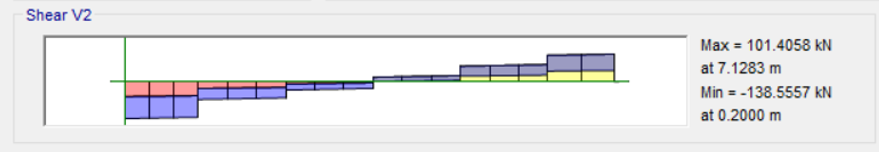 Shear V2
Max = 101.4058 kN
at 7.1283 m
Min = -138.5557 kN
at 0.2000 m